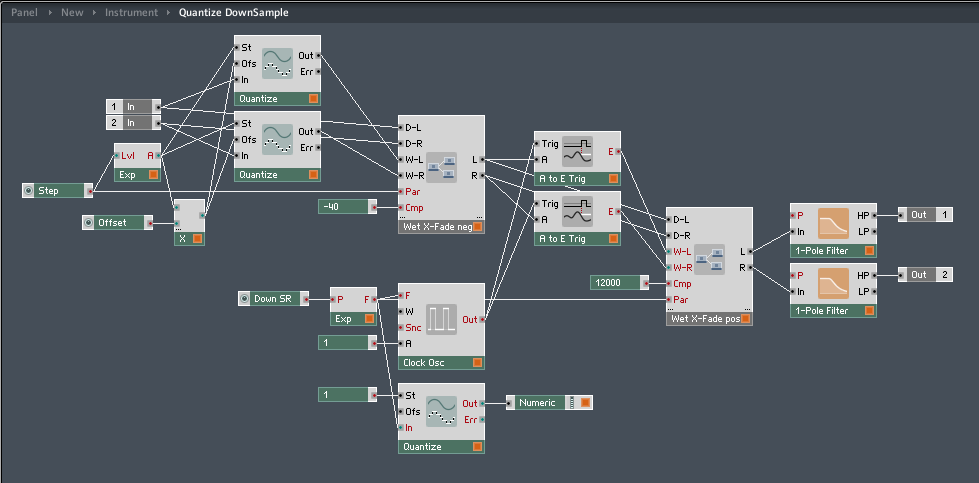 Panel > New > Instrument > Quantize DownSample
St Out
Ofs Err
In
Quantize
1 In
2 In
St Out
Ofs Err
In
Quantize
Lvl A
Exp
Step
Offset
X
-40
D-L
D-R
W-L L
W-R R
Par
Cmp
Wet X-Fade neg
Trig E
A
A to E Trig
Trig E
A
A to E Trig
12000
D-L
D-R
W-L L
W-R R
Cmp
Par
Wet X-Fade pos
P HP
In LP
1-Pole Filter
Out 1
P HP
In LP
1-Pole Filter
Out 2
Down SR
P F
Exp
1
F
W
Snc Out
A
Clock Osc
1
St Out
Ofs Err
In
Quantize
Numeric